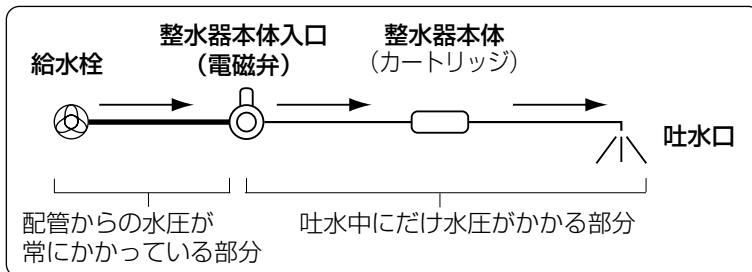 整水器本体入口
(電磁弁)
整水器本体
(カートリッジ)
給水栓
吐水口
配管からの水圧が
常にかかっている部分
吐水中にだけ水圧がかかる部分